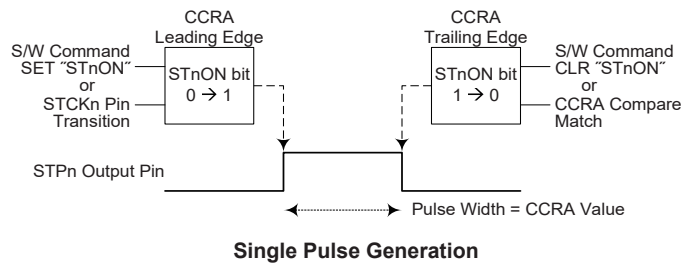 CCRA
Leading Edge
S/W Command
SET ˝STnON˝
or
STCKn Pin
Transition
STnON bit
0 → 1
CCRA
Trailing Edge
STnON bit
1 → 0
S/W Command
CLR ˝STnON˝
or
CCRA Compare
Match
STPn Output Pin
Pulse Width = CCRA Value
Single Pulse Generation